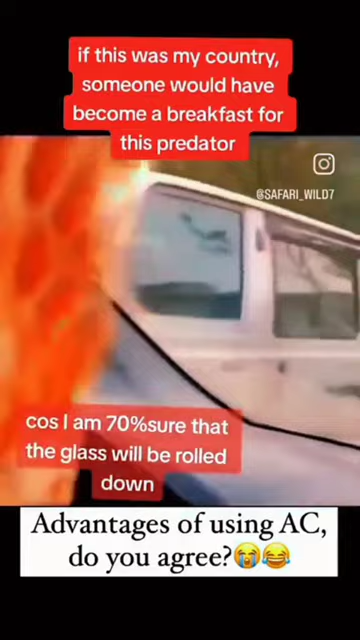 if this was my country,
someone would have
become a breakfast for
this predator
@SAFARI_WILD7
cos I am 70%sure that
the glass will be rolled
down
Advantages of using AC,
do you agree?😭😂